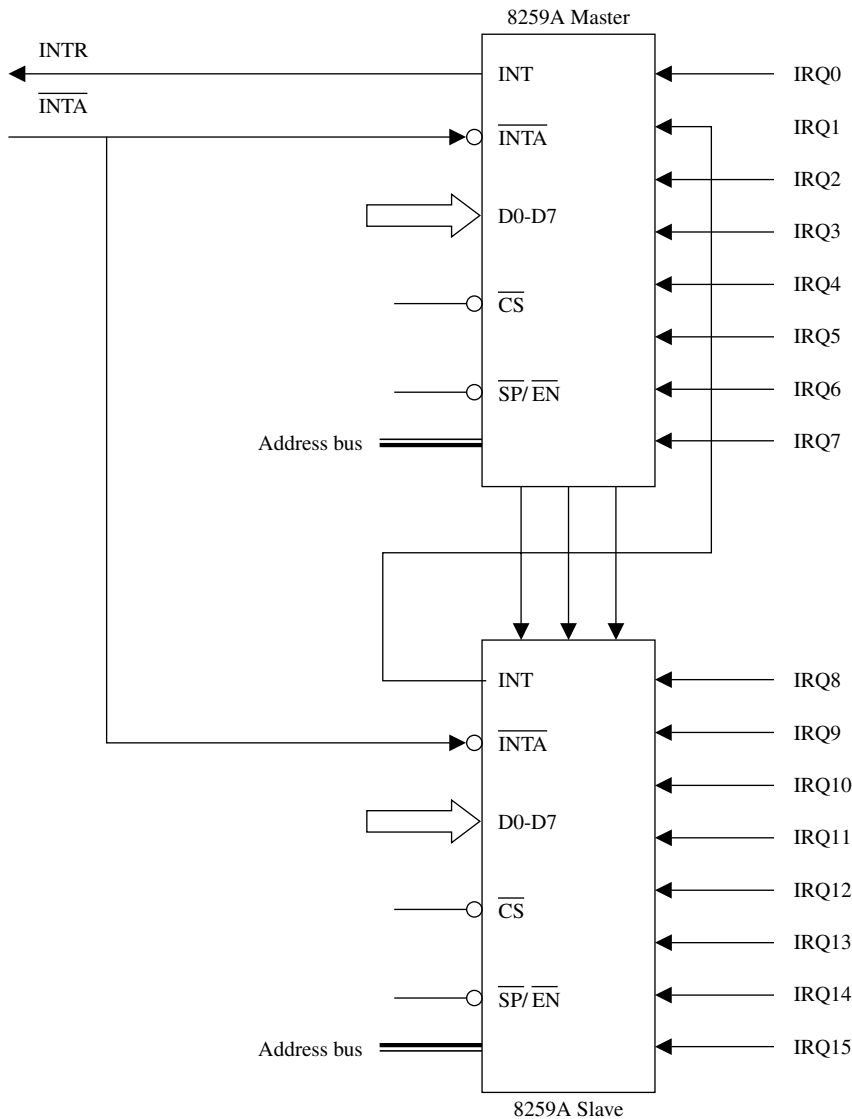 8259A Master
INTR
INTA
INT
INTA
D0-D7
CS
SP/ EN
Address bus
IRQ0
IRQ1
IRQ2
IRQ3
IRQ4
IRQ5
IRQ6
IRQ7
INT
INTA
D0-D7
CS
SP/ EN
Address bus
IRQ8
IRQ9
IRQ10
IRQ11
IRQ12
IRQ13
IRQ14
IRQ15
8259A Slave